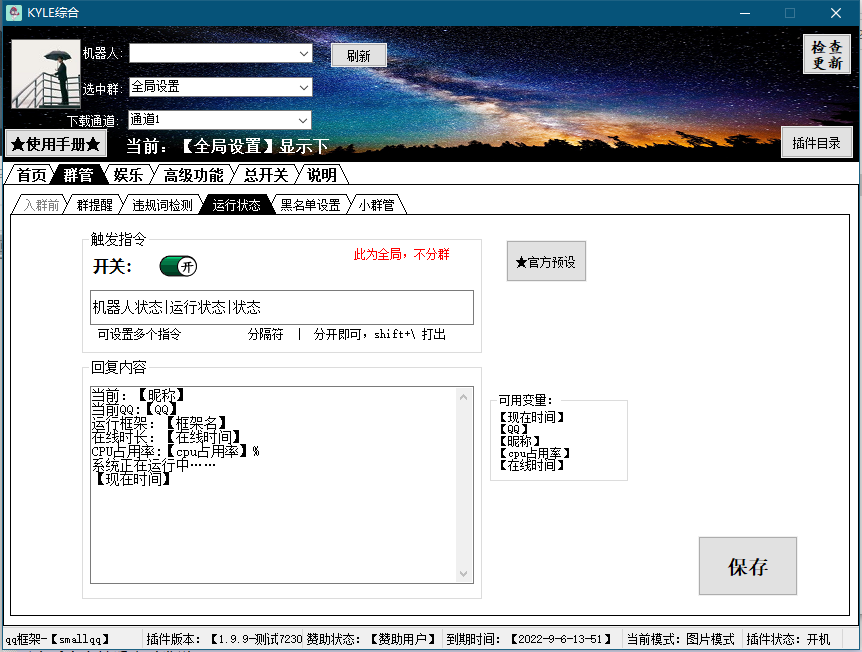 KYLE综合
机器人:
刷新
检查
更新
选中群:
全局设置
下载通道:
通道1
★使用手册★
当前：【全局设置】显示下
插件目录
首页
群管
娱乐
高级功能
总开关
说明
入群前
群提醒
违规词检测
运行状态
黑名单设置
小群管
触发指令
此为全局，不分群
开关:
开
★官方预设
机器人状态|运行状态|状态
可设置多个指令
分隔符 | 分开即可，shift+\ 打出
回复内容
当前：【昵称】
当前QQ:【QQ】
运行框架：【框架名】
在线时长：【在线时间】
CPU占用率:【cpu占用率】%
系统正在运行中……
【现在时间】
可用变量:
【现在时间】
【QQ】
【昵称】
【cpu占用率】
【在线时间】
保存
qq框架-【smallqq】
插件版本：【1.9.9-测试7230
赞助状态：【赞助用户】
到期时间：【2022-9-6-13-51】
当前模式：图片模式
插件状态：开机